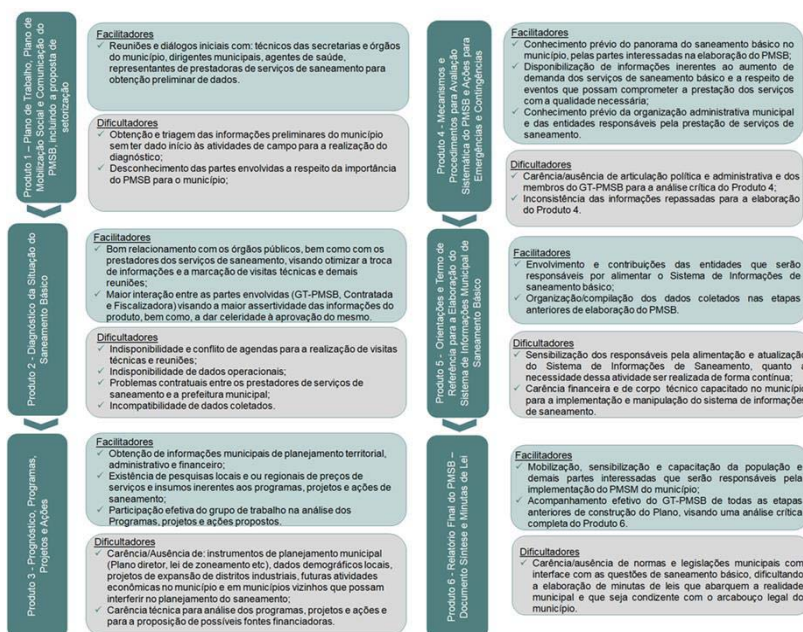 Produto 1 – Plano de Trabalho, Plano de
Mobilização Social e Comunicação do
PMSB, incluindo a proposta de
setorização
Facilitadores
✓ Reuniões e diálogos iniciais com: técnicos das secretarias e órgãos
do município, dirigentes municipais, agentes de saúde,
representantes de prestadoras de serviços de saneamento para
obtenção preliminar de dados.
Dificultadores
✓ Obtenção e triagem das informações preliminares do município
sem ter dado início às atividades de campo para a realização do
diagnóstico;
✓ Desconhecimento das partes envolvidas a respeito da importância
do PMSB para o município;
Produto 2 – Diagnóstico da Situação do
Saneamento Básico
Facilitadores
✓ Bom relacionamento com os órgãos públicos, bem como com os
prestadores dos serviços de saneamento, visando otimizar a troca
de informações e a marcação de visitas técnicas e demais
reuniões;
✓ Maior interação entre as partes envolvidas (GT-PMSB, Contratada
e Fiscalizadora) visando a maior assertividade das informações do
produto, bem como, a dar celeridade à aprovação do mesmo.
Dificultadores
✓ Indisponibilidade e conflito de agendas para a realização de visitas
técnicas e reuniões;
✓ Indisponibilidade de dados operacionais;
✓ Problemas contratuais entre os prestadores de serviços de
saneamento e a prefeitura municipal;
✓ Incompatibilidade de dados coletados.
Produto 3 – Prognóstico, Programas,
Projetos e Ações
Facilitadores
✓ Obtenção de informações municipais de planejamento territorial,
administrativo e financeiro;
✓ Existência de pesquisas locais e ou regionais de preços de
serviços e insumos inerentes aos programas, projetos e ações de
saneamento;
✓ Participação efetiva do grupo de trabalho na análise dos
Programas, projetos e ações propostos.
Dificultadores
✓ Carência/Ausência de: instrumentos de planejamento municipal
(Plano diretor, lei de zoneamento etc), dados demográficos locais,
projetos de expansão de distritos industriais, futuras atividades
econômicas no município e em municípios vizinhos que possam
interferir no planejamento do saneamento;
✓ Carência técnica para análise dos programas, projetos e ações e
para a proposição de possíveis fontes financiadoras.
Produto 4 – Mecanismos e
Procedimentos para Avaliação
Sistemática do PMSB e Ações para
Emergências e Contingências
Facilitadores
✓ Conhecimento prévio do panorama do saneamento básico no
município, pelas partes interessadas na elaboração do PMSB;
✓ Disponibilização de informações inerentes ao aumento de
demanda dos serviços de saneamento básico e a respeito de
eventos que possam comprometer a prestação dos serviços
com a qualidade necessária;
✓ Conhecimento prévio da organização administrativa municipal
e das entidades responsáveis pela prestação de serviços de
saneamento.
Dificultadores
✓ Carência/ausência de articulação política e administrativa e dos
membros do GT-PMSB para a análise crítica do Produto 4;
✓ Inconsistência das informações repassadas para a elaboração
do Produto 4.
Produto 5 – Orientações e Termo de
Referência para a Elaboração do
Sistema de Informações Municipal de
Saneamento Básico
Facilitadores
✓ Envolvimento e contribuições das entidades que serão
responsáveis por alimentar o Sistema de Informações de
saneamento básico;
✓ Organização/compilação dos dados coletados nas etapas
anteriores de elaboração do PMSB.
Dificultadores
✓ Sensibilização dos responsáveis pela alimentação e atualização
do Sistema de Informações de Saneamento, quanto a
necessidade dessa atividade ser realizada de forma contínua;
✓ Carência financeira e de corpo técnico capacitado no município
para a implementação e manipulação do sistema de informações
de saneamento.
Produto 6 – Relatório Final do PMSB –
Documento Síntese e Minutas de Lei
Facilitadores
✓ Mobilização, sensibilização e capacitação da população e
demais partes interessadas que serão responsáveis pela
implementação do PMSM do município;
✓ Acompanhamento efetivo do GT-PMSB de todas as etapas
anteriores de construção do Plano, visando uma análise crítica
completa do Produto 6.
Dificultadores
✓ Carência/ausência de normas e legislações municipais com
interface com as questões de saneamento básico, dificultando
a elaboração de minutas de leis que abarquem a realidade
municipal e que seja condizente com o arcabouço legal do
município.